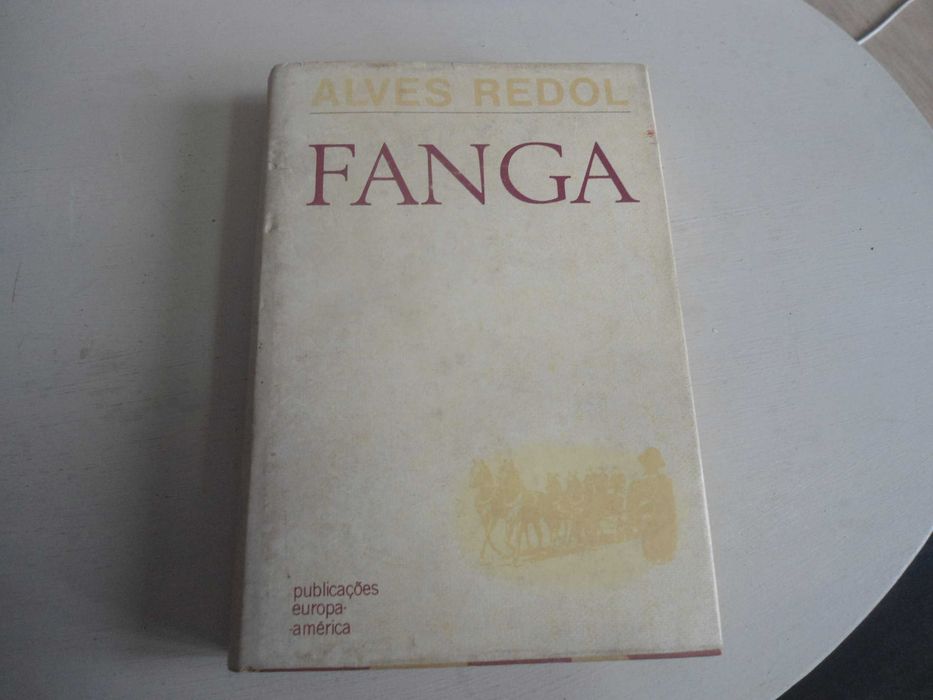 ALVES REDOL
FANGA
publicações
europa-
-américa